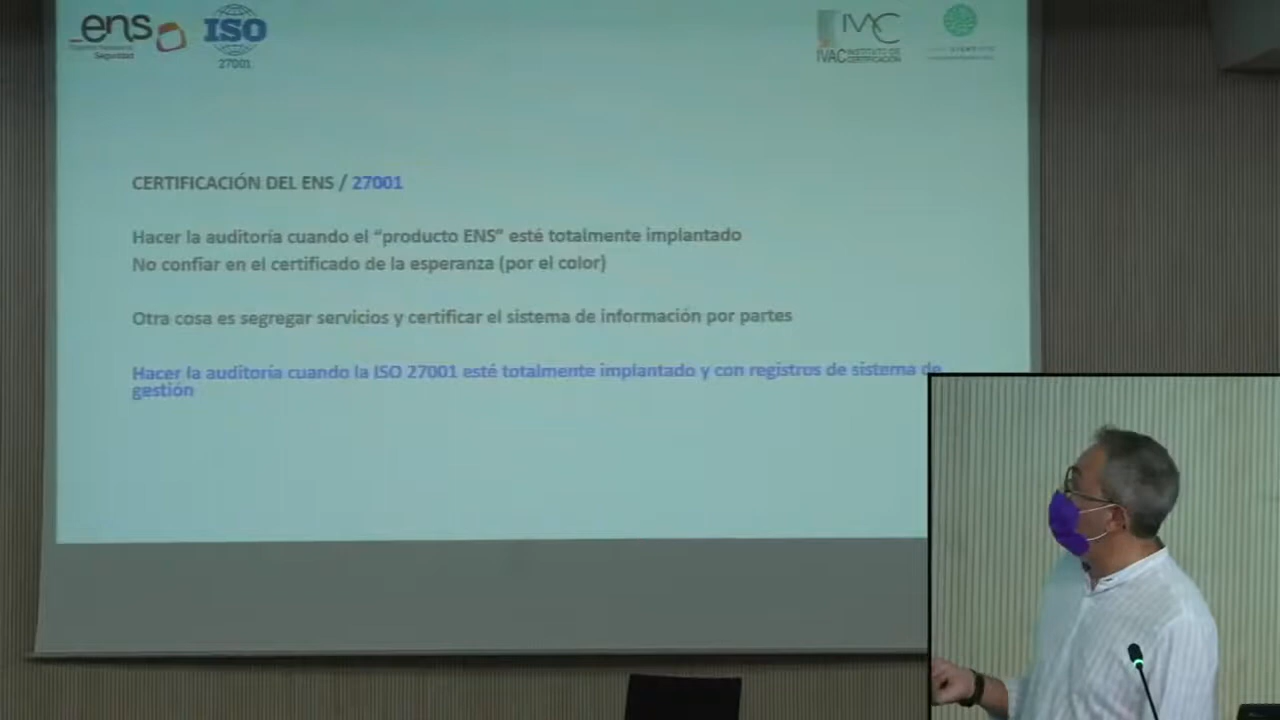 ens
Seguridad
ISO
27001
IVAC
IVAC INSTITUTO DE
CERTIFICACIÓN
CERTIFICACIÓN DEL ENS / 27001
Hacer la auditoría cuando el “producto ENS” esté totalmente implantado
No confiar en el certificado de la esperanza (por el color)
Otra cosa es segregar servicios y certificar el sistema de información por partes
Hacer la auditoría cuando la ISO 27001 esté totalmente implantado y con registros de sistema de
gestión